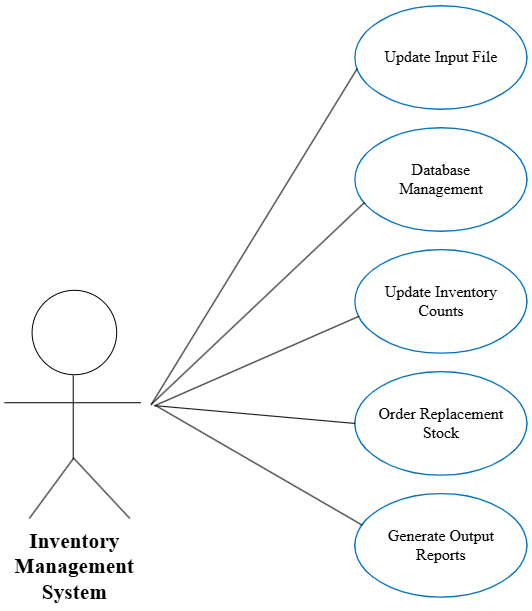 Update Input File
Database
Management
Update Inventory
Counts
Order Replacement
Stock
Generate Output
Reports
Inventory
Management
System